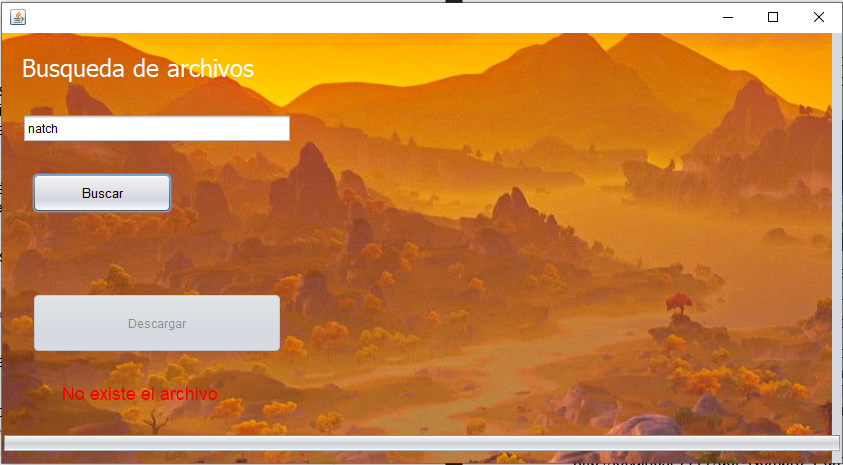 Busqueda de archivos
natch
Buscar
Descargar
No existe el archivo